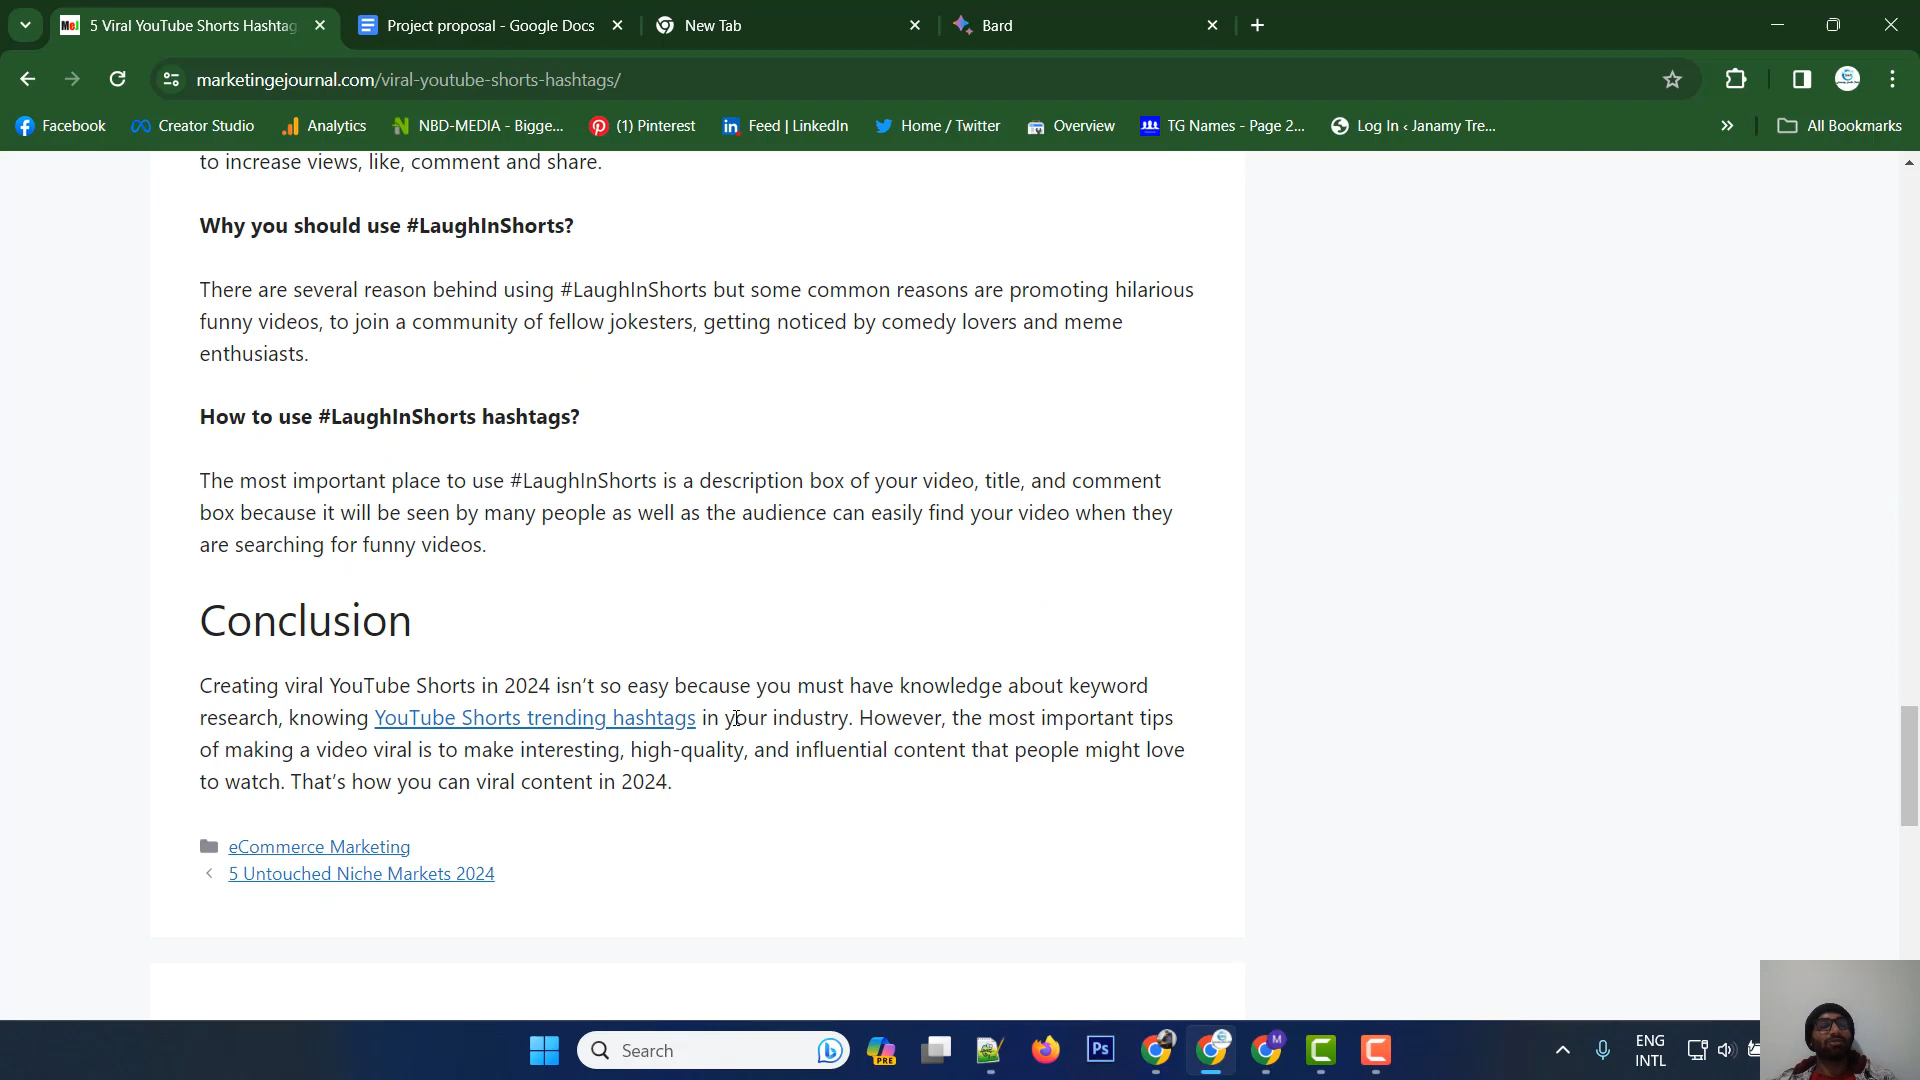 Me! 5 Viral YouTube Shorts Hashtag
Project proposal - Google Docs
New Tab
Bard
marketingejournal.com/viral-youtube-shorts-hashtags/
Facebook
Creator Studio
Analytics
NBD-MEDIA - Bigge...
(1) Pinterest
Feed | LinkedIn
Home / Twitter
Overview
TG Names - Page 2...
Log In ‹ Janamy Tre...
All Bookmarks
to increase views, like, comment and share.
Why you should use #LaughInShorts?
There are several reason behind using #LaughInShorts but some common reasons are promoting hilarious
funny videos, to join a community of fellow jokesters, getting noticed by comedy lovers and meme
enthusiasts.
How to use #LaughInShorts hashtags?
The most important place to use #LaughInShorts is a description box of your video, title, and comment
box because it will be seen by many people as well as the audience can easily find your video when they
are searching for funny videos.
Conclusion
Creating viral YouTube Shorts in 2024 isn't so easy because you must have knowledge about keyword
research, knowing YouTube Shorts trending hashtags in your industry. However, the most important tips
of making a video viral is to make interesting, high-quality, and influential content that people might love
to watch. That's how you can viral content in 2024.
eCommerce Marketing
5 Untouched Niche Markets 2024
Search
PRE
Ps
M
ENG
INTL